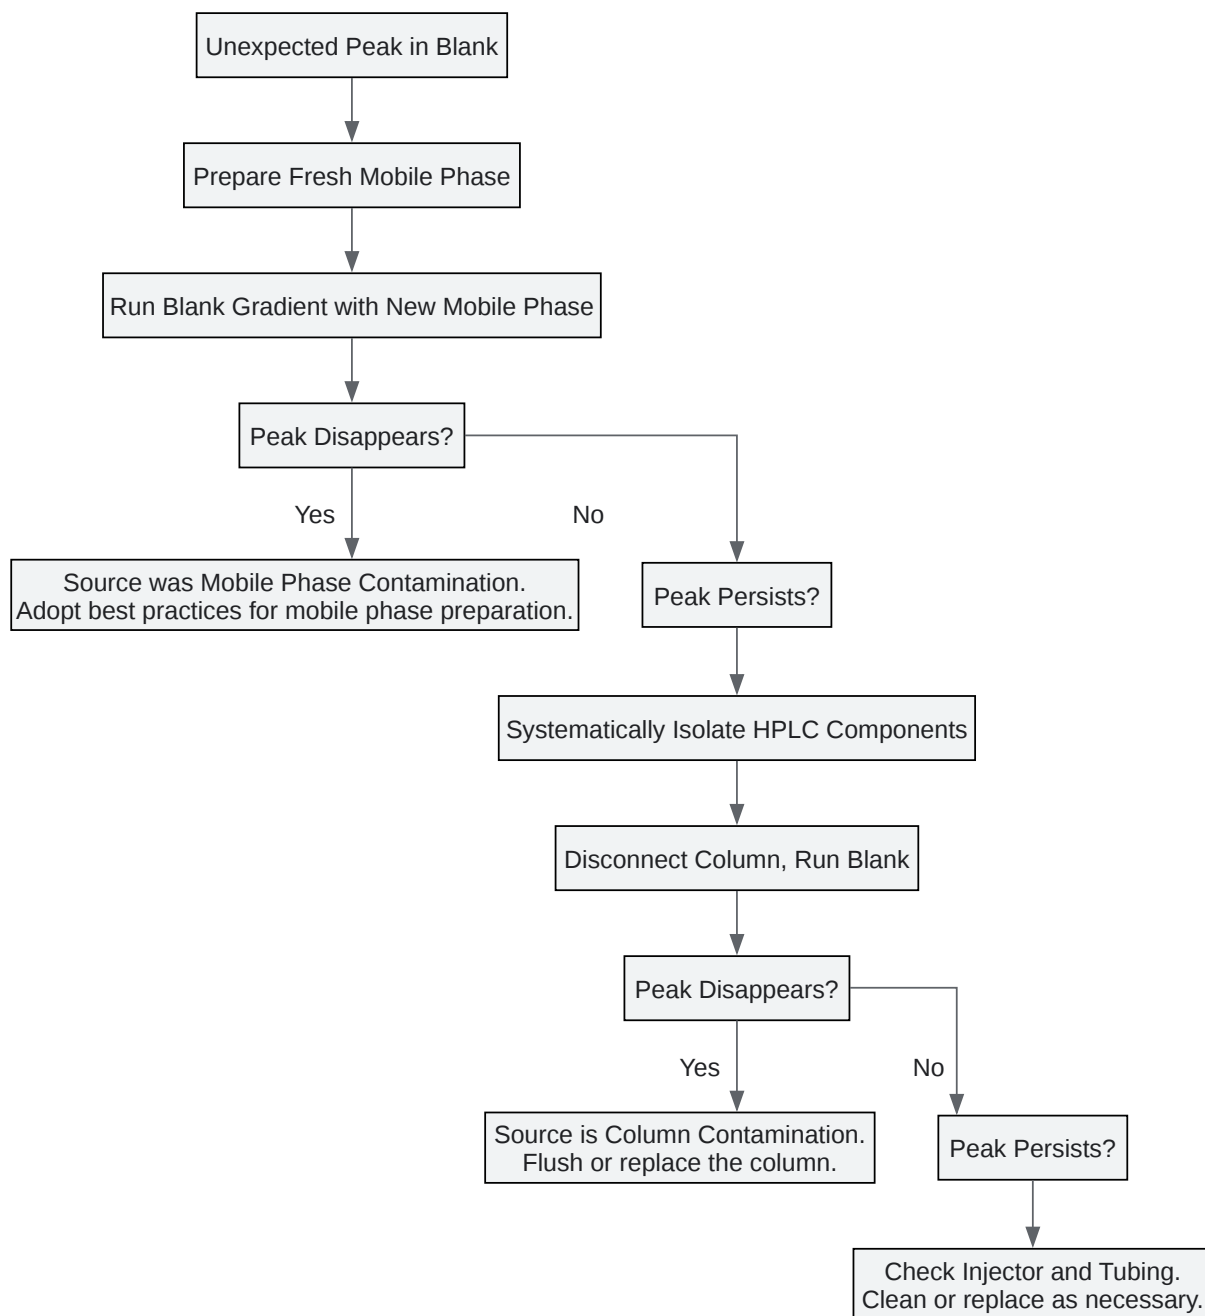 Unexpected Peak in Blank
Prepare Fresh Mobile Phase
Run Blank Gradient with New Mobile Phase
Peak Disappears?
Yes
No
Source was Mobile Phase Contamination.
Adopt best practices for mobile phase preparation.
Peak Persists?
Systematically Isolate HPLC Components
Disconnect Column, Run Blank
Peak Disappears?
Yes
No
Source is Column Contamination.
Flush or replace the column.
Peak Persists?
Check Injector and Tubing.
Clean or replace as necessary.